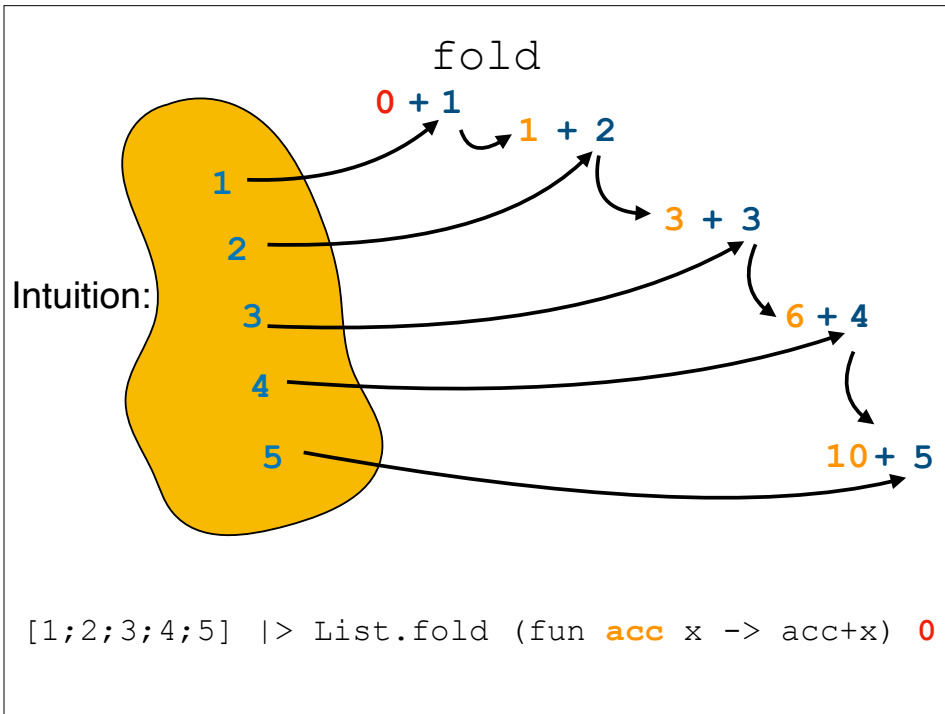 fold
0 + 1
1 + 2
1
3 + 3
2
Intuition:
3
6 + 4
4
5
10 + 5
[1;2;3;4;5] |> List.fold (fun acc x -> acc+x) 0